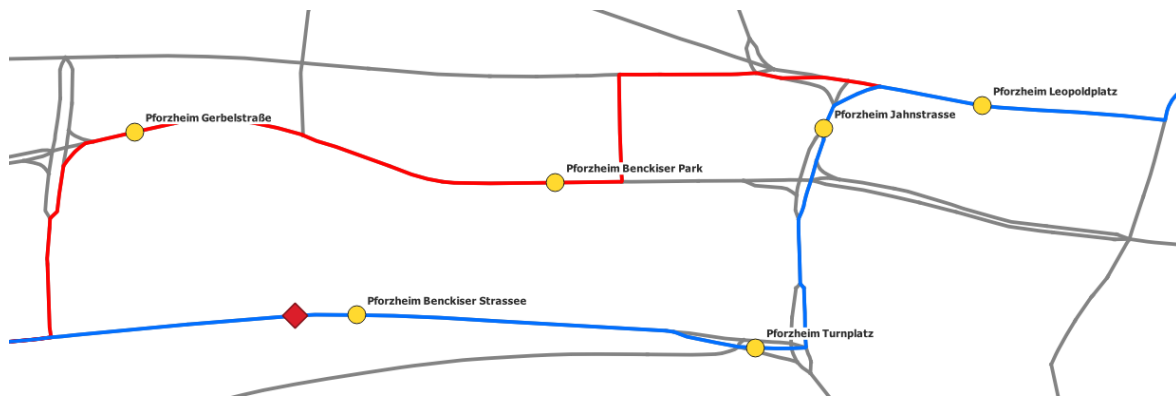 Pforzheim Leopoldplatz
Pforzheim Gerbelstraße
Pforzheim Jahnstrasse
Pforzheim Benckiser Park
Pforzheim Benckiser Strassee
Pforzheim Turnplatz